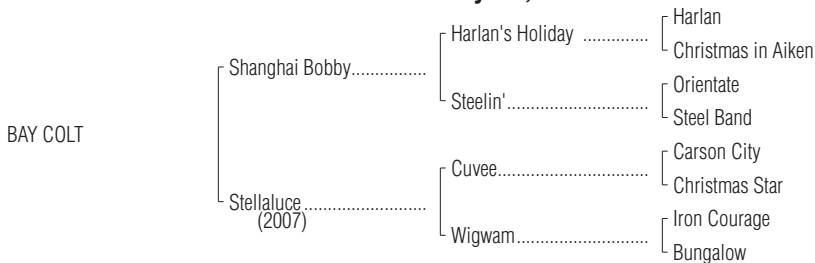 Harlan
Harlan's Holiday ..............
Christmas in Aiken
Shanghai Bobby................
Orientate
Steelin'..............................
Steel Band
BAY COLT
Carson City
Cuvee................................
Christmas Star
Stellaluce ..........................
(2007)
Iron Courage
Wigwam............................
Bungalow